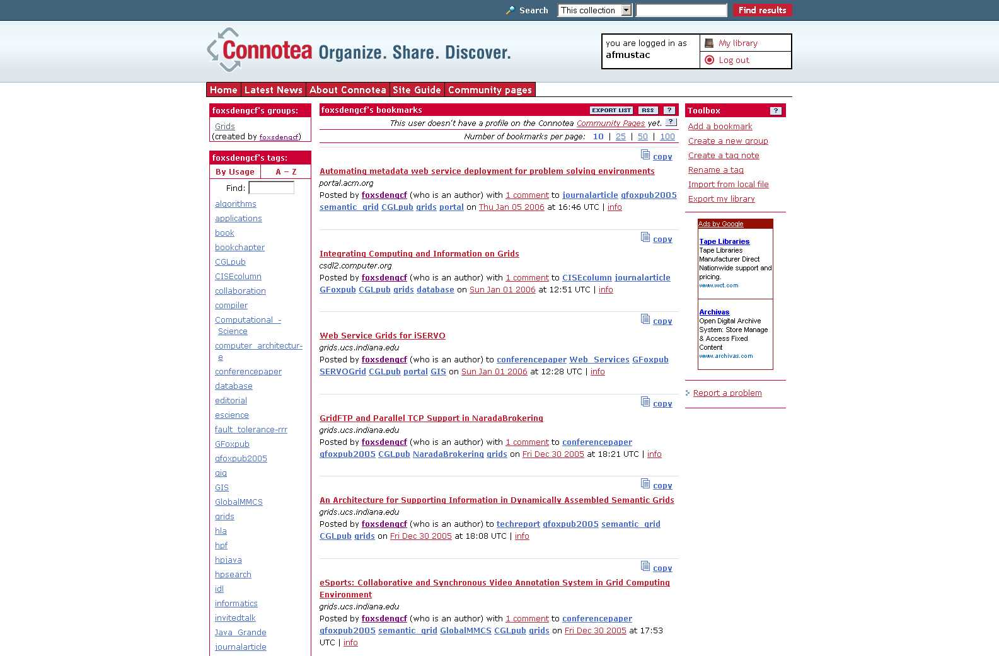 Search This collection Find results
Connotea Organize. Share. Discover.
you are logged in as
afmustac
My library
Log out
Home Latest News About Connotea Site Guide Community pages
foxsdengcf's groups:
Grids
(created by foxsdengcf)
foxsdengcf's tags:
By Usage A – Z
Find:
algorithms
applications
book
bookchapter
CGLpub
CISEcolumn
collaboration
compiler
Computational_-
Science
computer_architectur-
e
conferencepaper
database
editorial
escience
fault_tolerance-rrr
GFoxpub
gfoxpub2005
gig
GIS
GlobalMMCS
grids
hla
hpf
hpjava
hpsearch
idl
informatics
invitedtalk
Java_Grande
journalarticle
foxsdengcf's bookmarks EXPORT LIST RSS ?
This user doesn't have a profile on the Connotea Community Pages yet. ?
Number of bookmarks per page: 10 | 25 | 50 | 100
copy
Automating metadata web service deployment for problem solving environments
portal.acm.org
Posted by foxsdengcf (who is an author) with 1 comment to journalarticle gfoxpub2005
semantic_grid CGLpub grids portal on Thu Jan 05 2006 at 16:46 UTC | info
copy
Integrating Computing and Information on Grids
csdl2.computer.org
Posted by foxsdengcf (who is an author) with 1 comment to CISEcolumn journalarticle
GFoxpub CGLpub grids database on Sun Jan 01 2006 at 12:51 UTC | info
copy
Web Service Grids for iSERVO
grids.ucs.indiana.edu
Posted by foxsdengcf (who is an author) to conferencepaper Web_Services GFoxpub
SERVOGrid CGLpub portal GIS on Sun Jan 01 2006 at 12:28 UTC | info
copy
GridFTP and Parallel TCP Support in NaradaBrokering
grids.ucs.indiana.edu
Posted by foxsdengcf (who is an author) with 1 comment to conferencepaper
gfoxpub2005 CGLpub NaradaBrokering grids on Fri Dec 30 2005 at 18:21 UTC | info
copy
An Architecture for Supporting Information in Dynamically Assembled Semantic Grids
grids.ucs.indiana.edu
Posted by foxsdengcf (who is an author) to techreport gfoxpub2005 semantic_grid
CGLpub grids on Fri Dec 30 2005 at 18:08 UTC | info
copy
eSports: Collaborative and Synchronous Video Annotation System in Grid Computing
Environment
grids.ucs.indiana.edu
Posted by foxsdengcf (who is an author) with 1 comment to conferencepaper
gfoxpub2005 semantic_grid GlobalMMCS CGLpub grids on Fri Dec 30 2005 at 17:53
UTC | info
Toolbox ?
Add a bookmark
Create a new group
Create a tag note
Rename a tag
Import from local file
Export my library
Ads by Google
Tape Libraries
Tape Libraries
Manufacturer Direct
Nationwide support and
pricing.
www.wct.com
Archivas
Open Digital Archive
System: Store Manage
& Access Fixed
Content
www.archivas.com
Report a problem